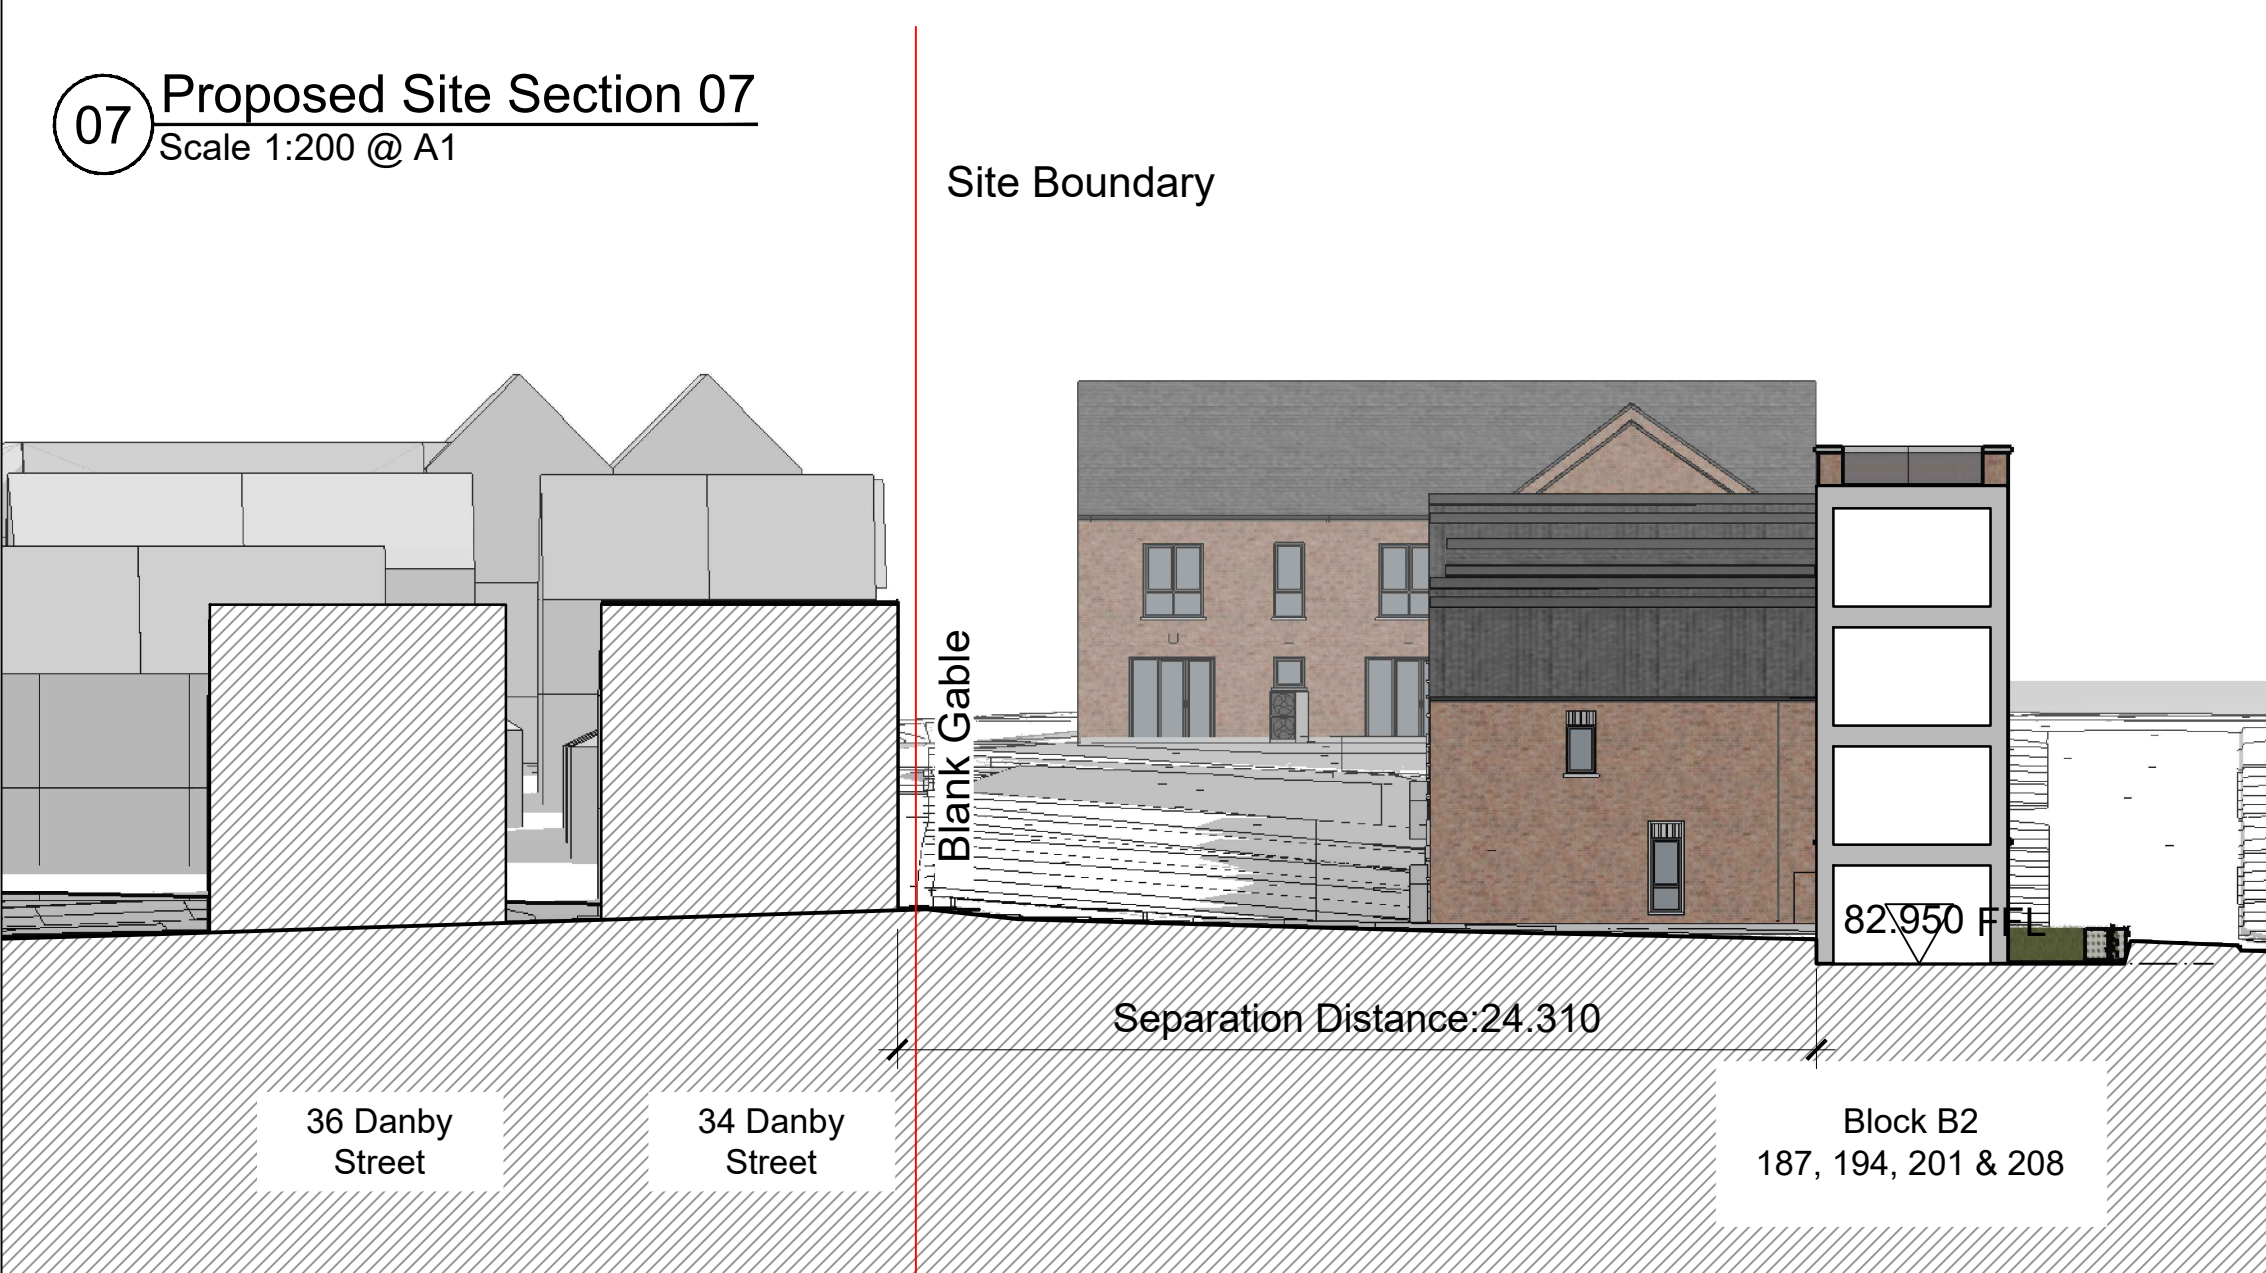 07
Proposed Site Section 07
Scale 1:200 @ A1
Site Boundary
Blank Gable
82.950 FFL
Separation Distance:24.310
36 Danby
Street
34 Danby
Street
Block B2
187, 194, 201 & 208